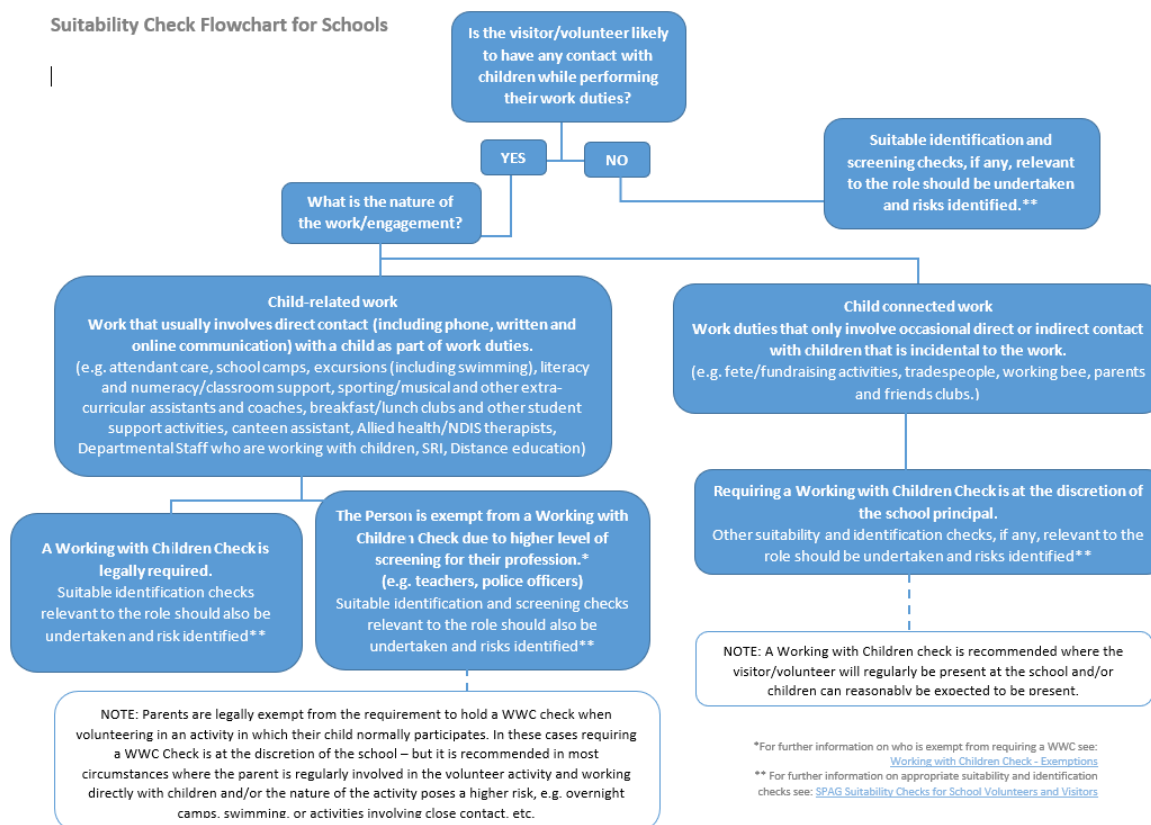 Suitability Check Flowchart for Schools
Is the visitor/volunteer likely
to have any contact with
children while performing
their work duties?
YES
NO
Suitable identification and
screening checks, if any, relevant
to the role should be undertaken
and risks identified.**
What is the nature of
the work/engagement?
Child-related work
Work that usually involves direct contact (including phone, written and
online communication) with a child as part of work duties.
(e.g. attendant care, school camps, excursions (including swimming), literacy
and numeracy/classroom support, sporting/musical and other extra-
curricular assistants and coaches, breakfast/lunch clubs and other student
support activities, canteen assistant, Allied health/NDIS therapists,
Departmental Staff who are working with children, SRI, Distance education)
Child connected work
Work duties that only involve occasional direct or indirect contact
with children that is incidental to the work.
(e.g. fete/fundraising activities, tradespeople, working bee, parents
and friends clubs.)
A Working with Children Check is
legally required.
Suitable identification checks
relevant to the role should also be
undertaken and risk identified**
The Person is exempt from a Working with
Children Check due to higher level of
screening for their profession.*
(e.g. teachers, police officers)
Suitable identification and screening checks
relevant to the role should also be
undertaken and risks identified**
Requiring a Working with Children Check is at the discretion of
the school principal.
Other suitability and identification checks, if any, relevant to the
role should be undertaken and risks identified**
NOTE: A Working with Children check is recommended where the
visitor/volunteer will regularly be present at the school and/or
children can reasonably be expected to be present.
NOTE: Parents are legally exempt from the requirement to hold a WWC check when
volunteering in an activity in which their child normally participates. In these cases requiring
a WWC Check is at the discretion of the school – but it is recommended in most
circumstances where the parent is regularly involved in the volunteer activity and working
directly with children and/or the nature of the activity poses a higher risk, e.g. overnight
camps, swimming, or activities involving close contact, etc.
*For further information on who is exempt from requiring a WWC see:
Working with Children Check - Exemptions
** For further information on appropriate suitability and identification
checks see: SPAG Suitability Checks for School Volunteers and Visitors